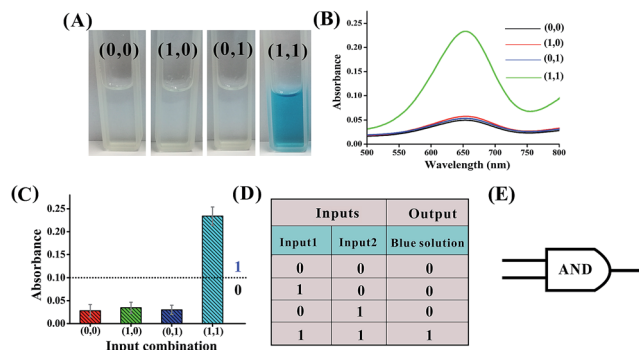 (A)
(0,0) (1,0) (0,1) (1,1)
(B)
Absorbance
0.25
0.20
0.15
0.10
0.05
0.00
500 550 600 650 700 750 800
Wavelength (nm)
(0,0)
(1,0)
(0,1)
(1,1)
(C)
Absorbance
0.25
0.20
0.15
0.10
0.05
0.00
1
0
(0,0) (1,0) (0,1) (1,1)
Input combination
(D)
Inputs Output
Input1 Input2 Blue solution
0 0 0
1 0 0
0 1 0
1 1 1
(E)
AND